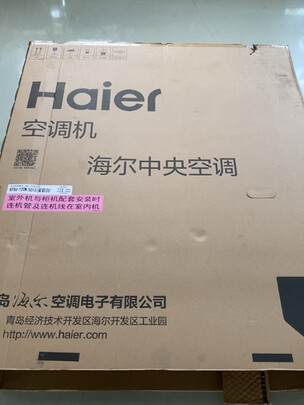 Haier
空调机
海尔中央空调
室外机与柜机配套安装时
连机管及连机线在室内机
岛海尔空调电子有限公司
青岛经济技术开发区海尔开发区工业园
http://www.haier.com